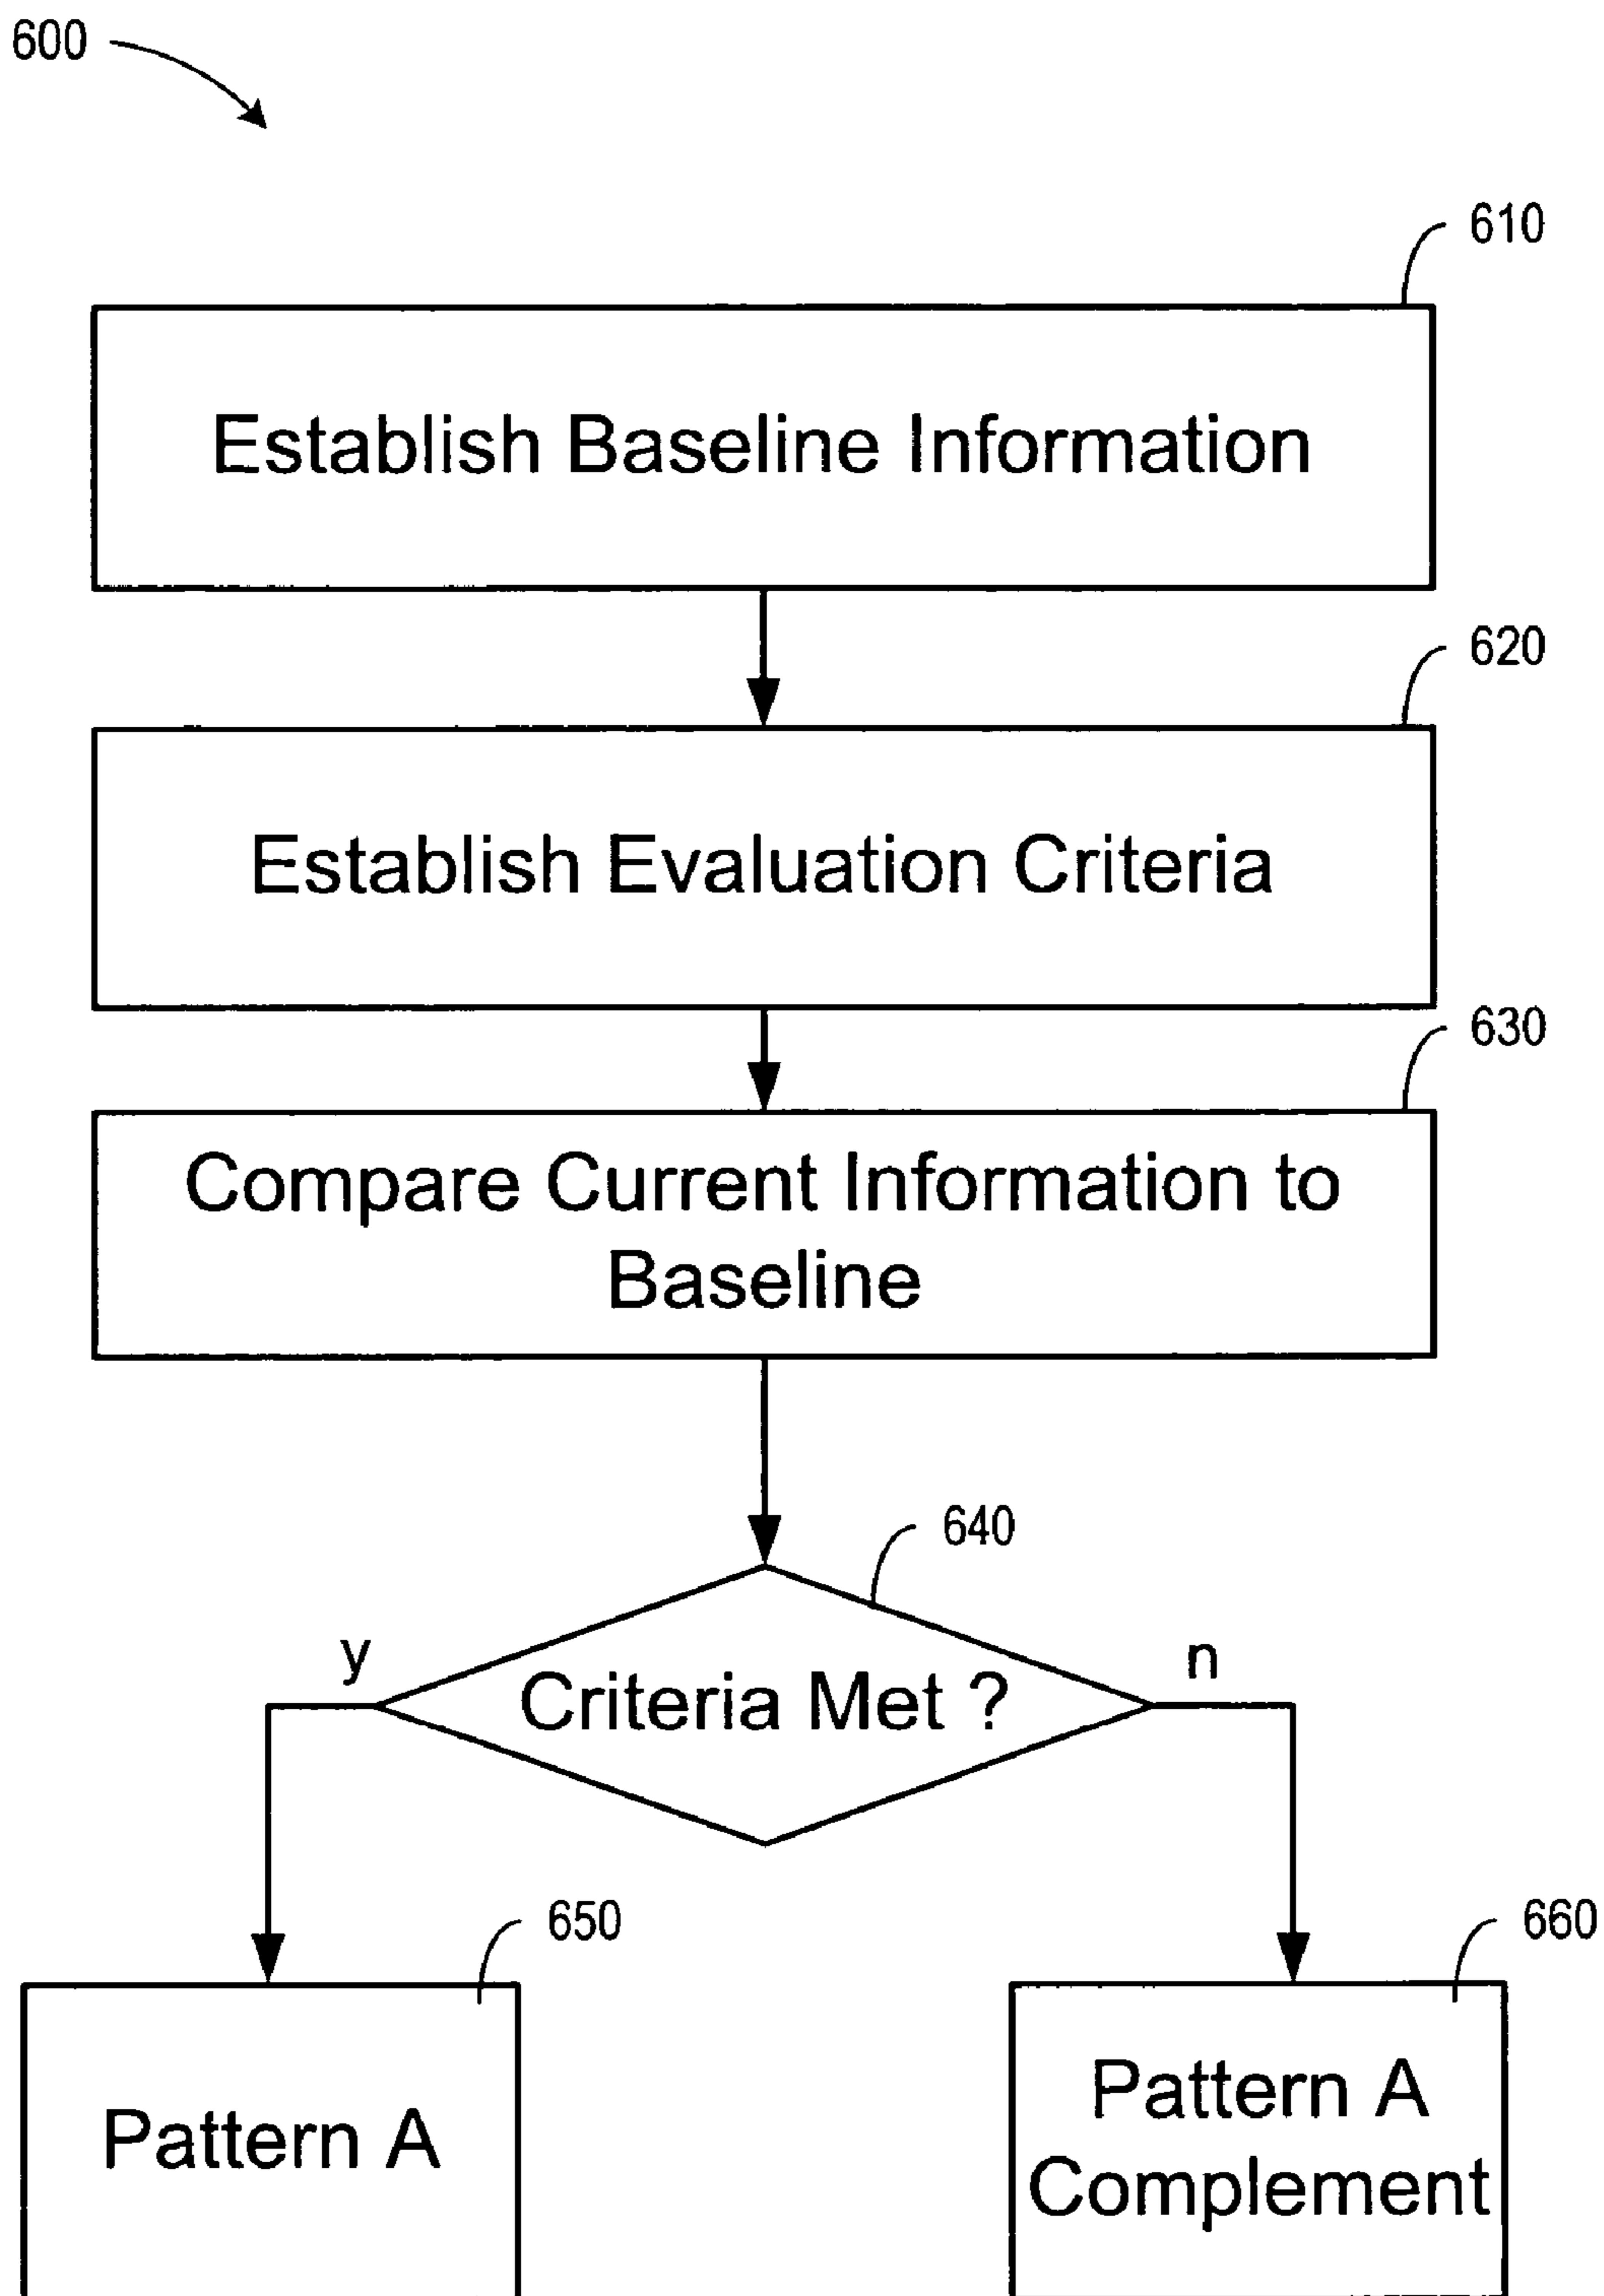 600
610
Establish Baseline Information
620
Establish Evaluation Criteria
630
Compare Current Information to
Baseline
640
y
n
Criteria Met ?
650
660
Pattern A
Pattern A
Complement